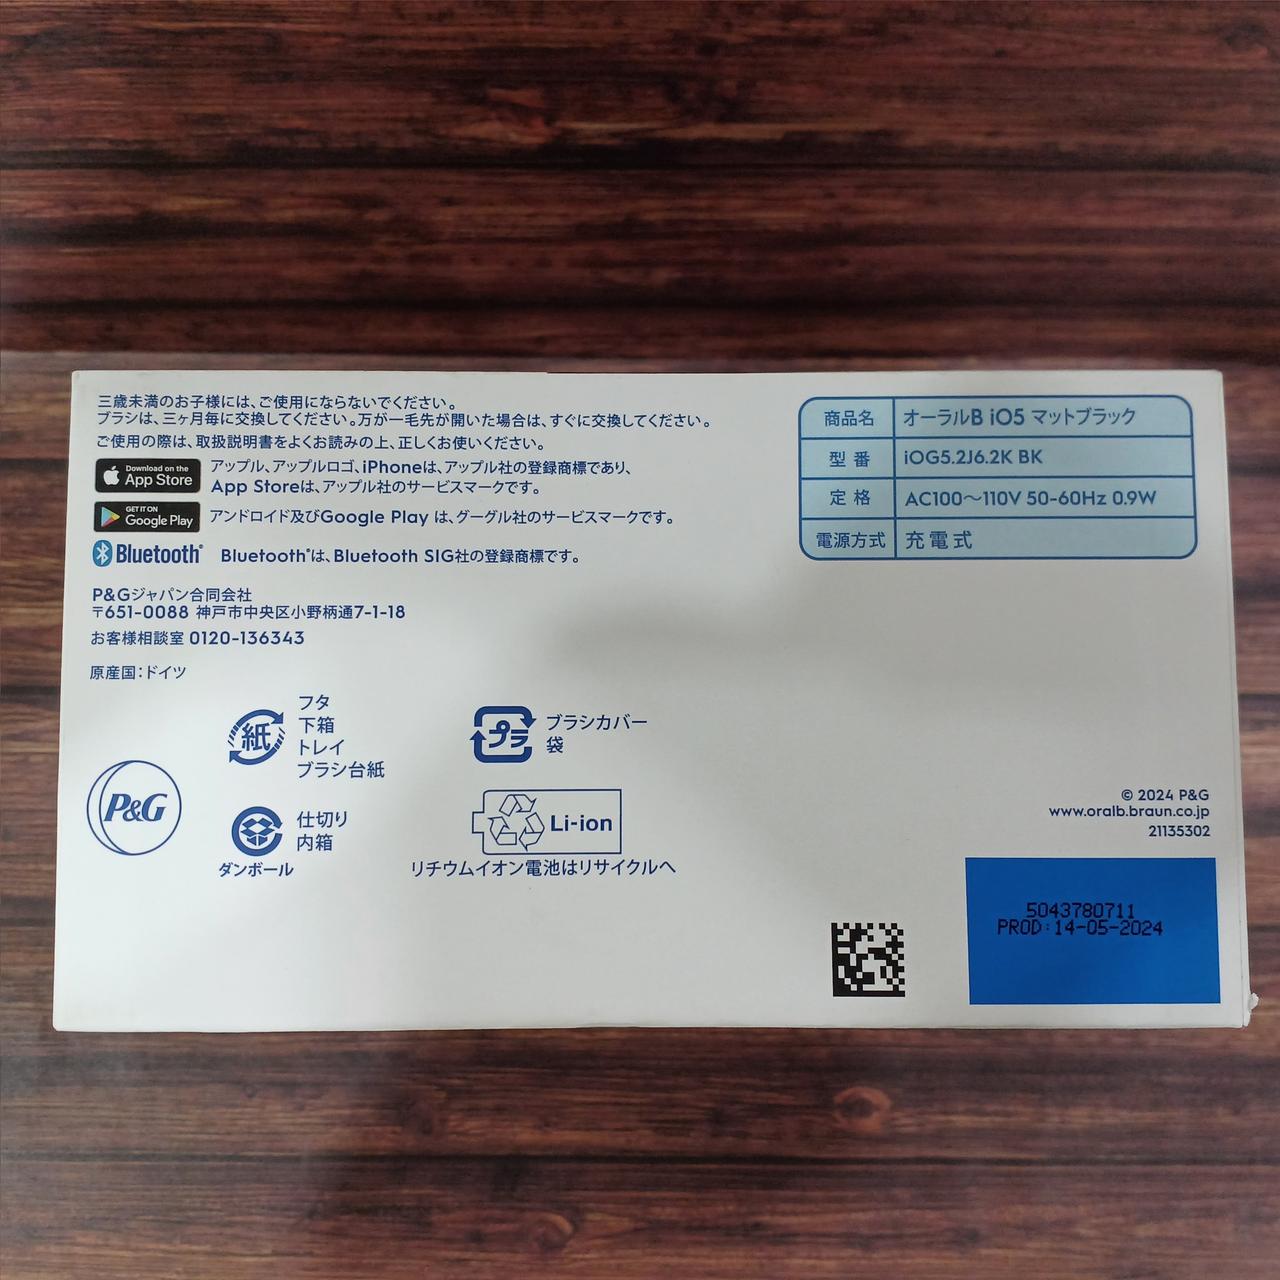 三歳未満のお子様には、ご使用にならないでください。
ブラシは、三ヶ月毎に交換してください。万が一毛先が開いた場合は、すぐに交換してください。
ご使用の際は、取扱説明書をよくお読みの上、正しくお使いください。
Download on the
App Store
アップル、アップルロゴ、iPhoneは、アップル社の登録商標であり、
App Storeは、アップル社のサービスマークです。
GET IT ON
Google Play
アンドロイド及びGoogle Play は、グーグル社のサービスマークです。
Bluetooth®
Bluetooth®は、Bluetooth SIG社の登録商標です。
P&Gジャパン合同会社
〒651-0088 神戸市中央区小野柄通7-1-18
お客様相談室 0120-136343
原産国：ドイツ
商品名 オーラルB iO5 マットブラック
型番 iOG5.2J6.2K BK
定格 AC100〜110V 50-60Hz 0.9W
電源方式 充電式
P&G
紙
フタ
下箱
トレイ
ブラシ台紙
プラ
ブラシカバー
袋
ダンボール
仕切り
内箱
Li-ion
リチウムイオン電池はリサイクルへ
© 2024 P&G
www.oralb.braun.co.jp
21135302
5043780711
PROD:14-05-2024